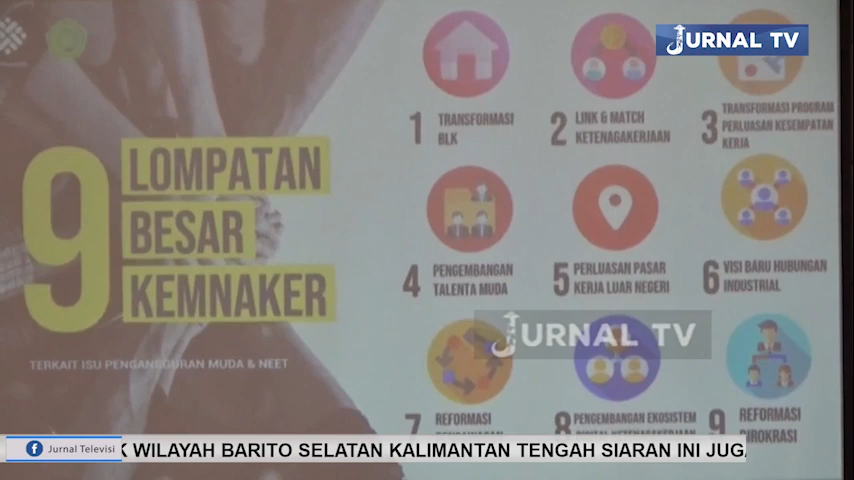 JURNAL TV
9 LOMPATAN
BESAR
KEMNAKER
TERKAIT ISU PENGANGGURAN MUDA & NEET
1 TRANSFORMASI
BLK
2 LINK & MATCH
KETENAGAKERJAAN
3 TRANSFORMASI PROGRAM
PERLUASAN KESEMPATAN
KERJA
4 PENGEMBANGAN
TALENTA MUDA
5 PERLUASAN PASAR
KERJA LUAR NEGERI
6 VISI BARU HUBUNGAN
INDUSTRIAL
JURNAL TV
7 REFORMASI
8 PENGEMBANGAN EKOSISTEM
DIGITAL KETENAGAKERJAAN
9 REFORMASI
BIROKRASI
Jurnal Televisi
K WILAYAH BARITO SELATAN KALIMANTAN TENGAH SIARAN INI JUGA